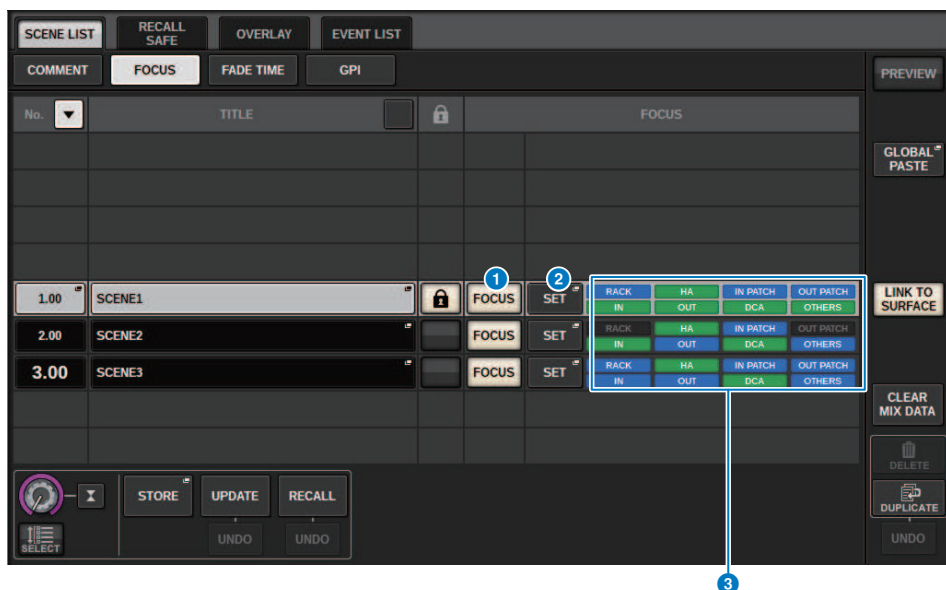 SCENE LIST
RECALL
SAFE
OVERLAY
EVENT LIST
COMMENT
FOCUS
FADE TIME
GPI
PREVIEW
No.
TITLE
FOCUS
GLOBAL
PASTE
1
2
1.00
SCENE1
FOCUS
SET
RACK
HA
IN PATCH
OUT PATCH
IN
OUT
DCA
OTHERS
LINK TO
SURFACE
2.00
SCENE2
FOCUS
SET
RACK
HA
IN PATCH
OUT PATCH
IN
OUT
DCA
OTHERS
3.00
SCENE3
FOCUS
SET
RACK
HA
IN PATCH
OUT PATCH
IN
OUT
DCA
OTHERS
CLEAR
MIX DATA
DELETE
STORE
UPDATE
RECALL
DUPLICATE
SELECT
UNDO
UNDO
UNDO
3